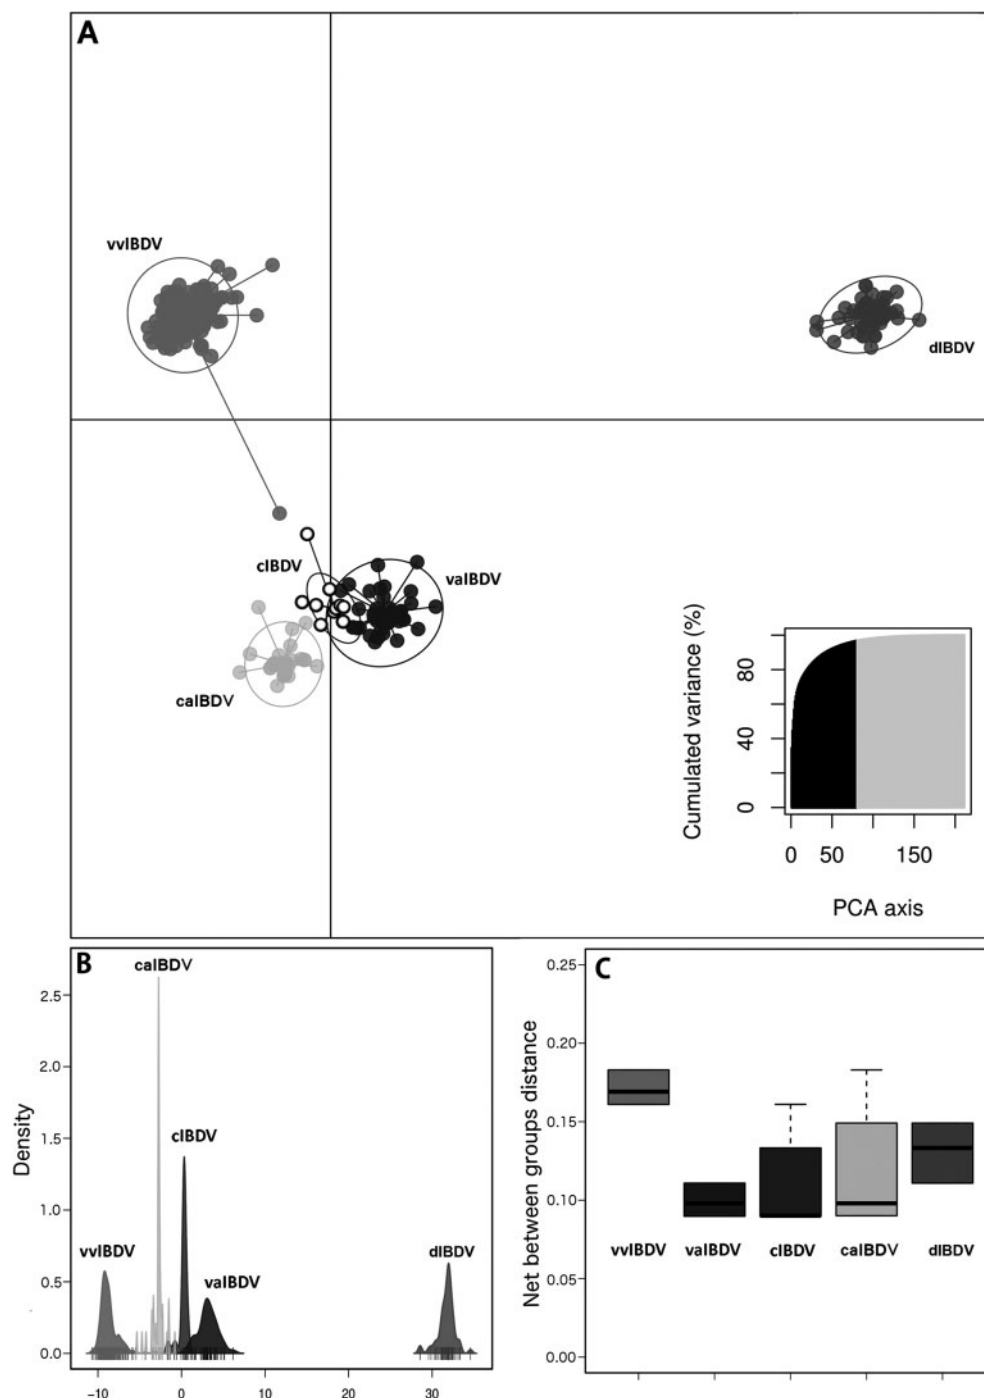 A
vvIBDV
dIBDV
cIBDV
vaIBDV
caIBDV
Cumulated variance (%)
80
40
0
0 50 150
PCA axis
B
caIBDV
2.5
2.0
1.5
1.0
0.5
0.0
Density
cIBDV
vvIBDV
vaIBDV
dIBDV
-10 0 10 20 30
C
0.25
0.20
0.15
0.10
0.05
0.00
Net between groups distance
vvIBDV vaIBDV cIBDV caIBDV dIBDV